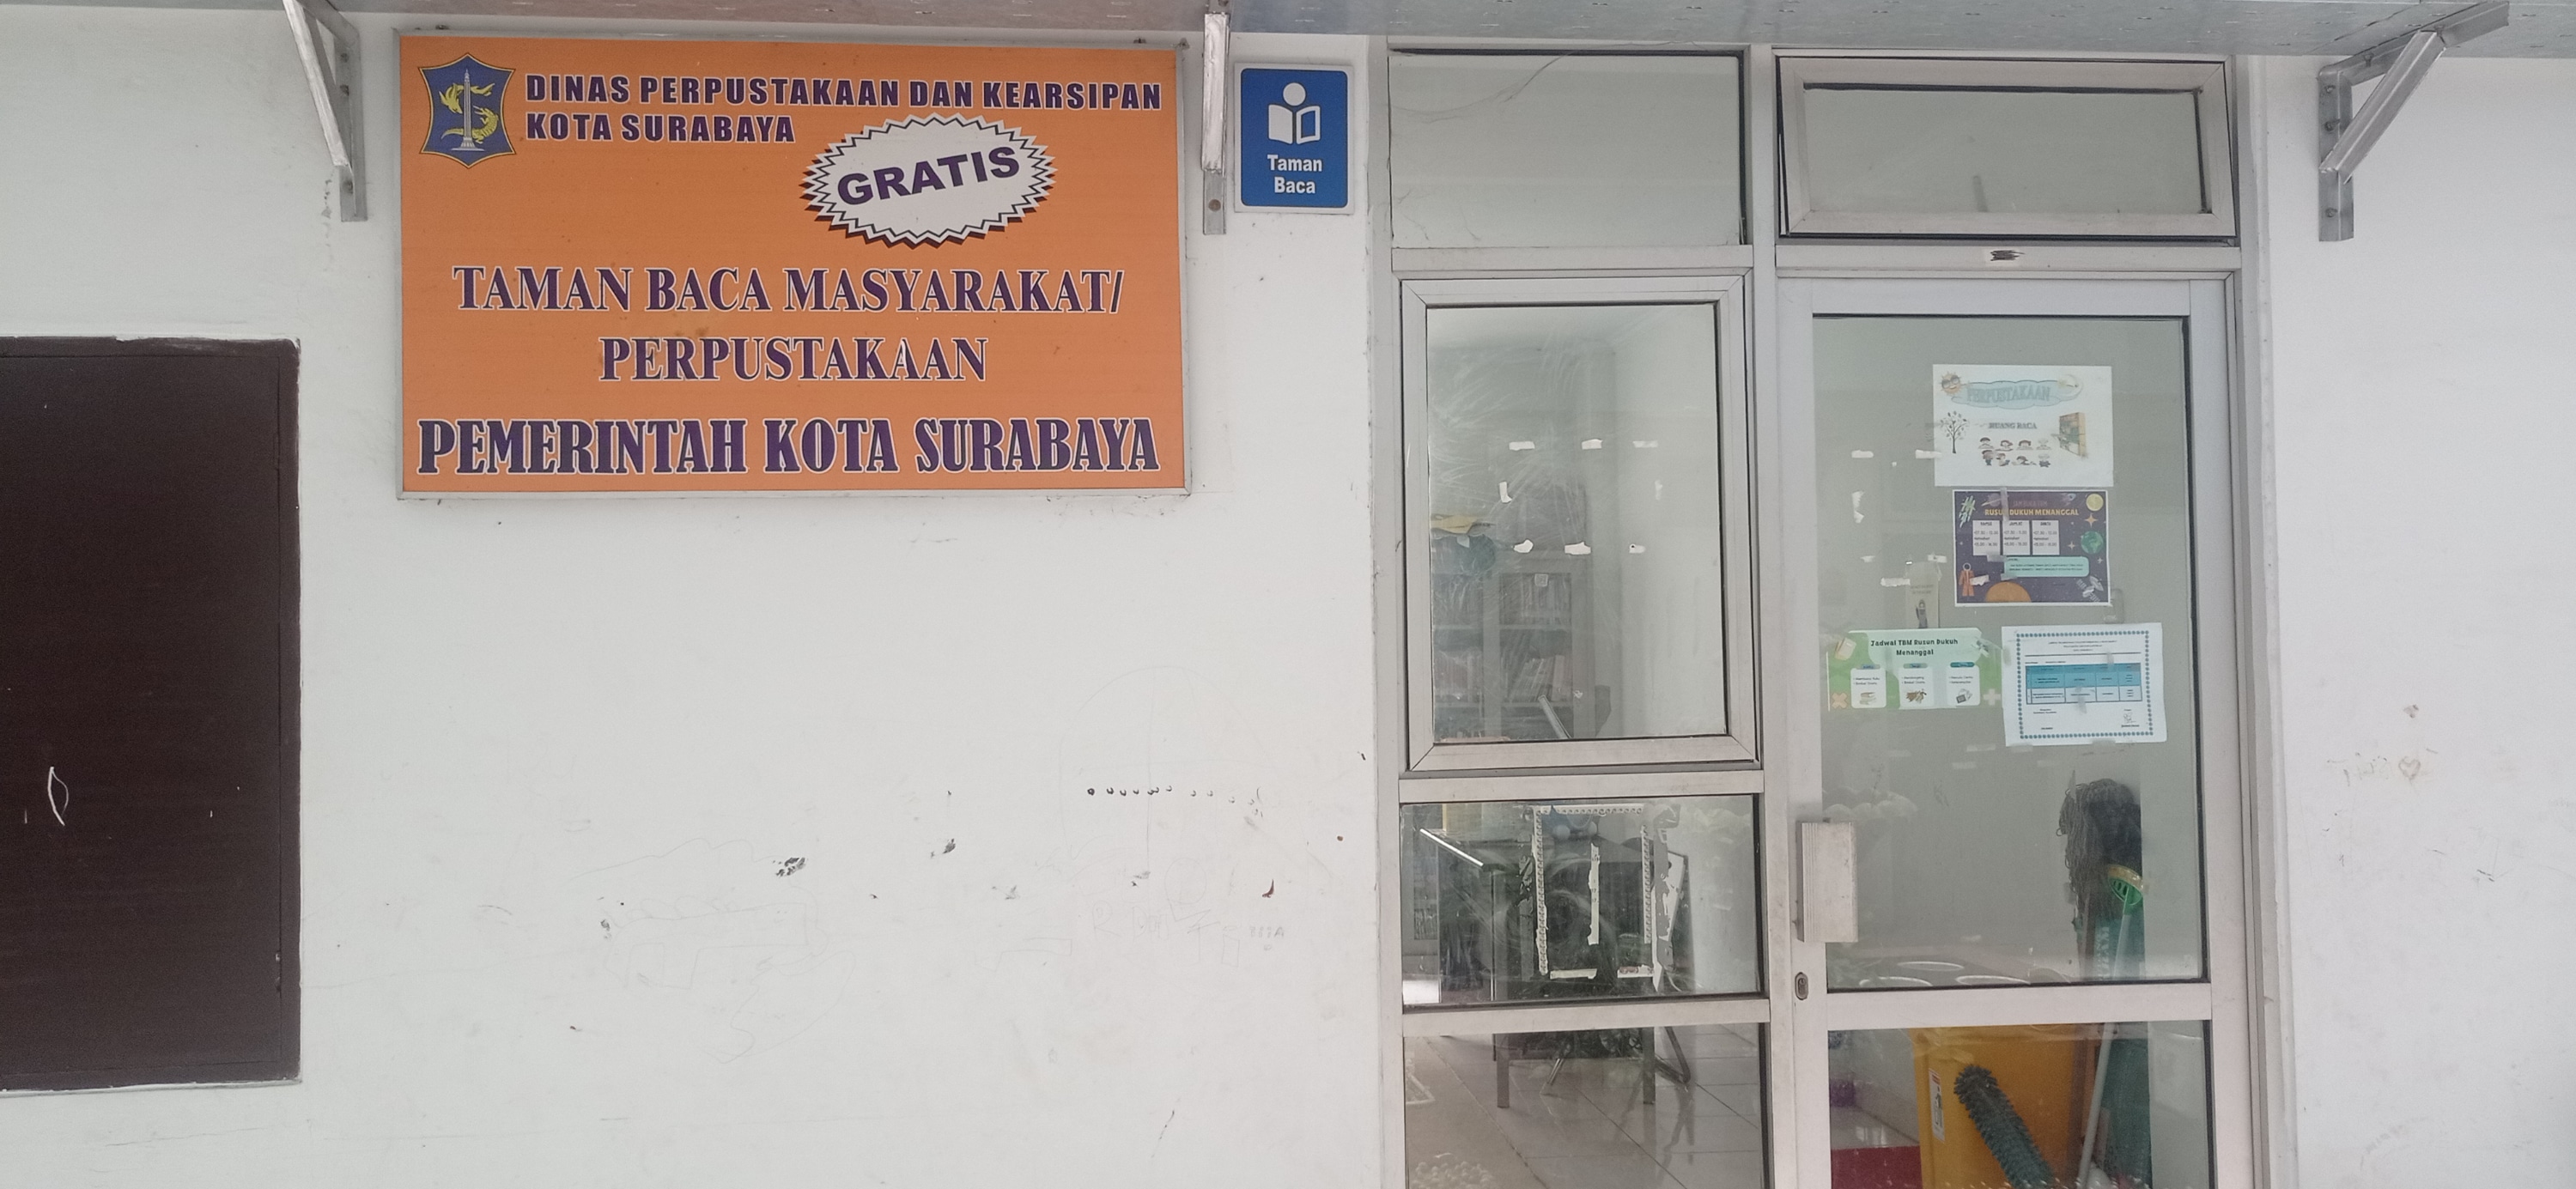 DINAS PERPUSTAKAAN DAN KEARSIPAN
KOTA SURABAYA
GRATIS
TAMAN BACA MASYARAKAT/
PERPUSTAKAAN
PEMERINTAH KOTA SURABAYA
Taman
Baca
PERPUSTAKAAN
RUANG BACA
RUSUN DUKUH MENANGGAL
Jadwal TBM Rusun Dukuh
Menanggal